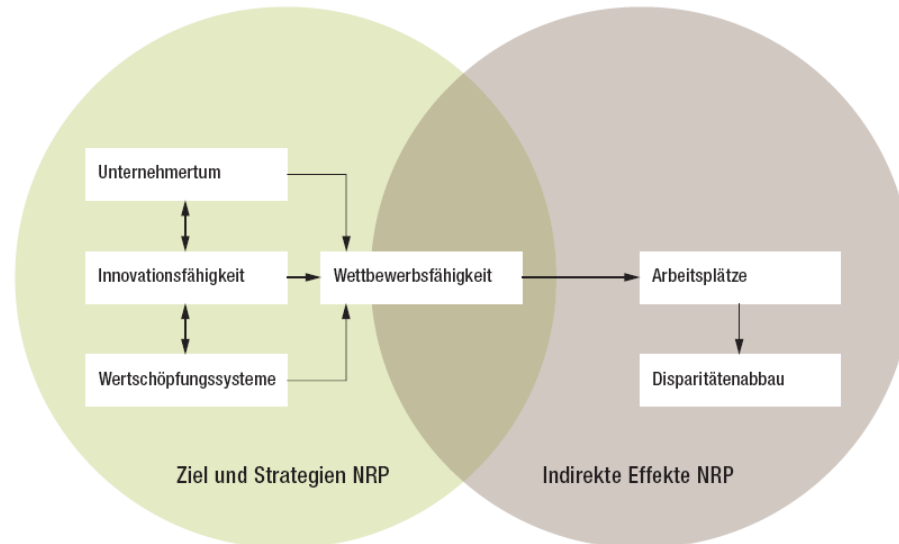 Unternehmertum
Innovationsfähigkeit
Wettbewerbsfähigkeit
Arbeitsplätze
Wertschöpfungssysteme
Disparitätenabbau
Ziel und Strategien NRP
Indirekte Effekte NRP